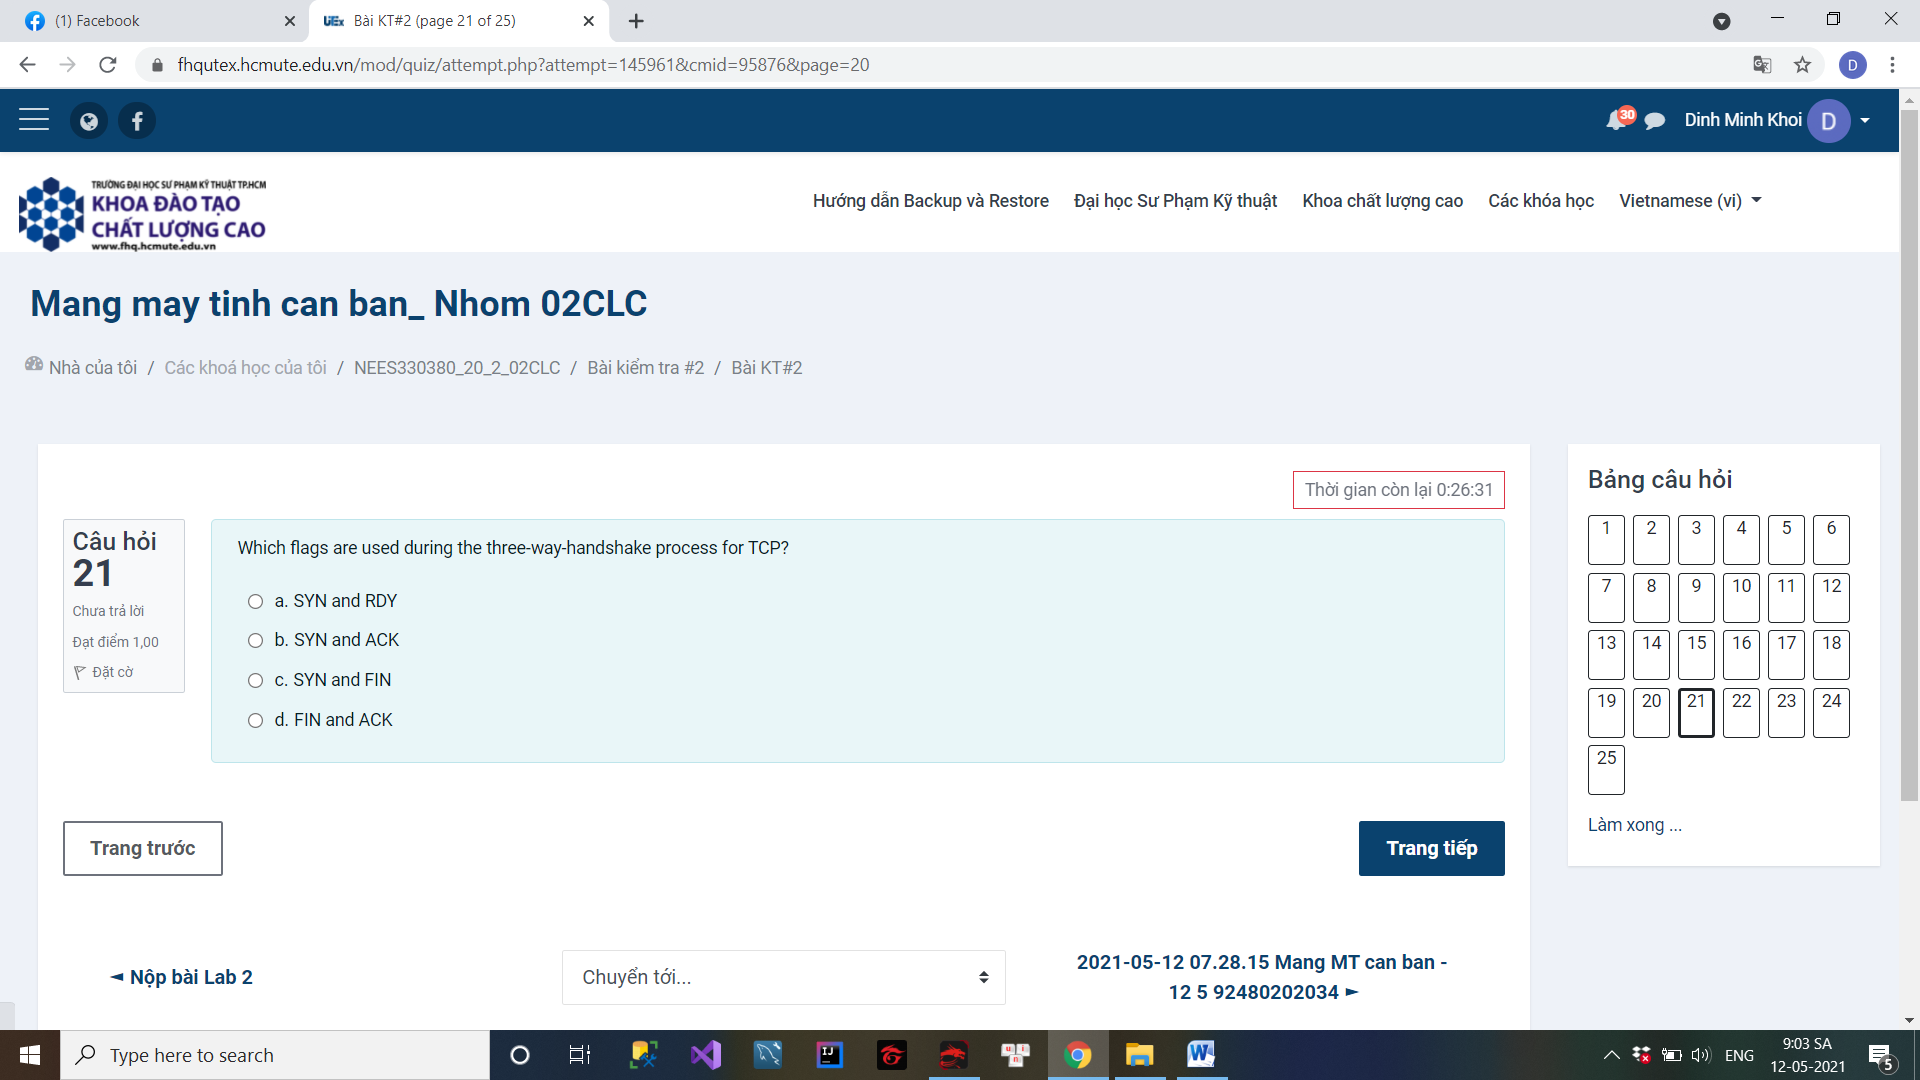 (1) Facebook
UEx Bài KT#2 (page 21 of 25)
fhqutex.hcmute.edu.vn/mod/quiz/attempt.php?attempt=145961&cmid=95876&page=20
D
30
Dinh Minh Khoi
D
TRƯỜNG ĐẠI HỌC SƯ PHẠM KỸ THUẬT TP.HCM
KHOA ĐÀO TẠO
CHẤT LƯỢNG CAO
www.fhq.hcmute.edu.vn
Hướng dẫn Backup và Restore
Đại học Sư Phạm Kỹ thuật
Khoa chất lượng cao
Các khóa học
Vietnamese (vi)
Mang may tinh can ban_ Nhom 02CLC
Nhà của tôi / Các khoá học của tôi / NEES330380_20_2_02CLC / Bài kiểm tra #2 / Bài KT#2
Thời gian còn lại 0:26:31
Câu hỏi
21
Chưa trả lời
Đạt điểm 1,00
Đặt cờ
Which flags are used during the three-way-handshake process for TCP?
a. SYN and RDY
b. SYN and ACK
c. SYN and FIN
d. FIN and ACK
Trang trước
Trang tiếp
◄ Nộp bài Lab 2
Chuyển tới...
2021-05-12 07.28.15 Mang MT can ban -
12 5 92480202034 ►
Bảng câu hỏi
1 2 3 4 5 6
7 8 9 10 11 12
13 14 15 16 17 18
19 20 21 22 23 24
25
Làm xong ...
Type here to search
ENG
9:03 SA
12-05-2021
5